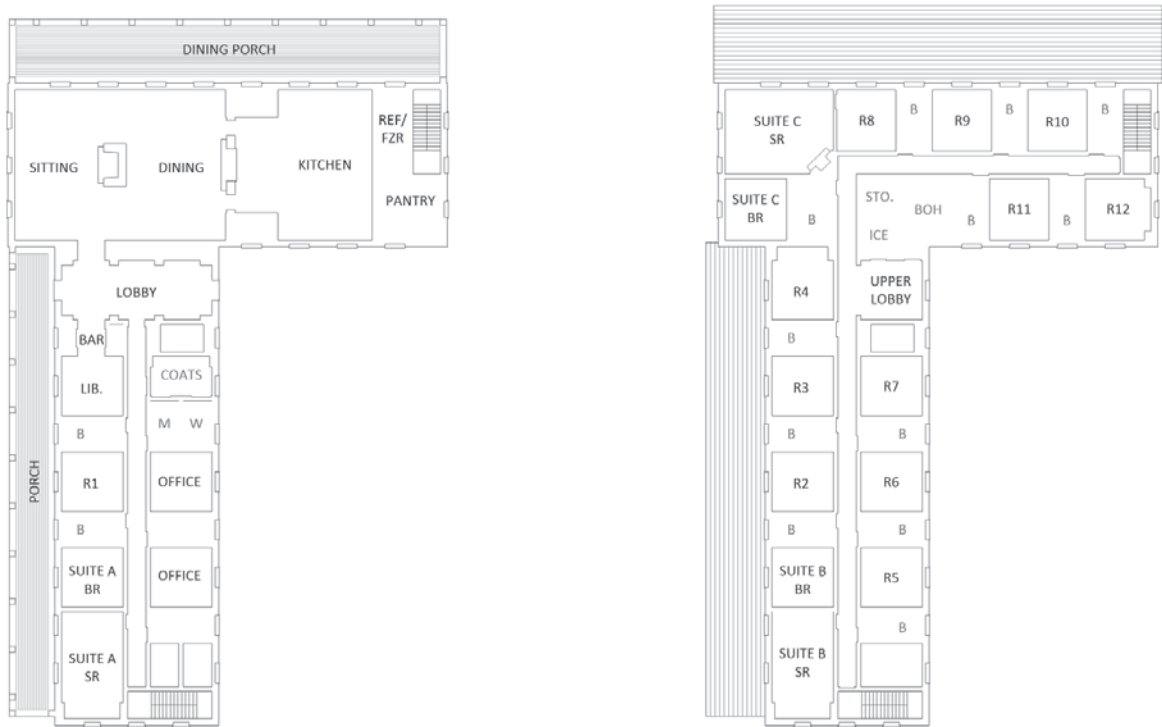 DINING PORCH
SITTING
DINING
KITCHEN
REF/
FZR
PANTRY
LOBBY
BAR
LIB.
COATS
B
M
W
PORCH
R1
OFFICE
B
SUITE A
BR
OFFICE
SUITE A
SR
SUITE C
SR
R8
B
R9
B
R10
B
SUITE C
BR
B
STO.
BOH
ICE
B
R11
B
R12
R4
UPPER
LOBBY
B
R3
R7
B
B
R2
R6
B
B
SUITE B
BR
R5
B
SUITE B
SR